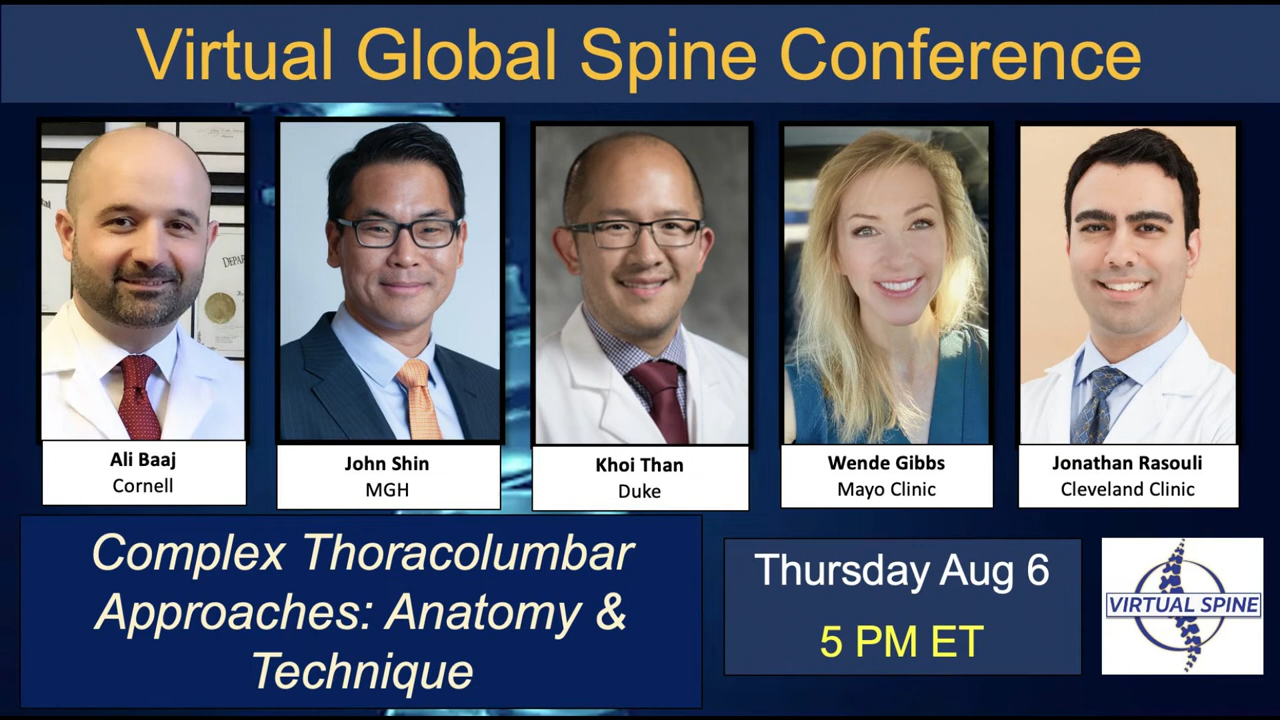 Virtual Global Spine Conference
Ali Baaj
Cornell
John Shin
MGH
Khoi Than
Duke
Wende Gibbs
Mayo Clinic
Jonathan Rasouli
Cleveland Clinic
Complex Thoracolumbar
Approaches: Anatomy &
Technique
Thursday Aug 6
5 PM ET
VIRTUAL SPINE